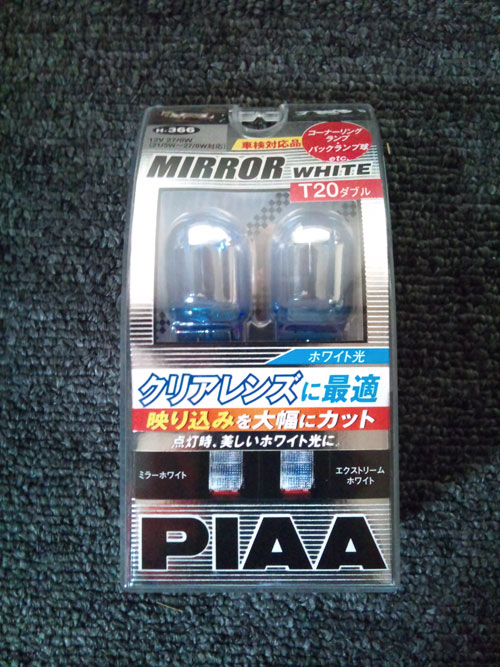 H-366
12V 27/8W
車検対応品
コーナーリング
ランプ
バックランプ球
etc.
MIRROR WHITE
T20ダブル
ホワイト光
クリアレンズに最適
映り込みを大幅にカット
点灯時、美しいホワイト光に。
ミラーホワイト
エクストリーム
ホワイト
PIAA